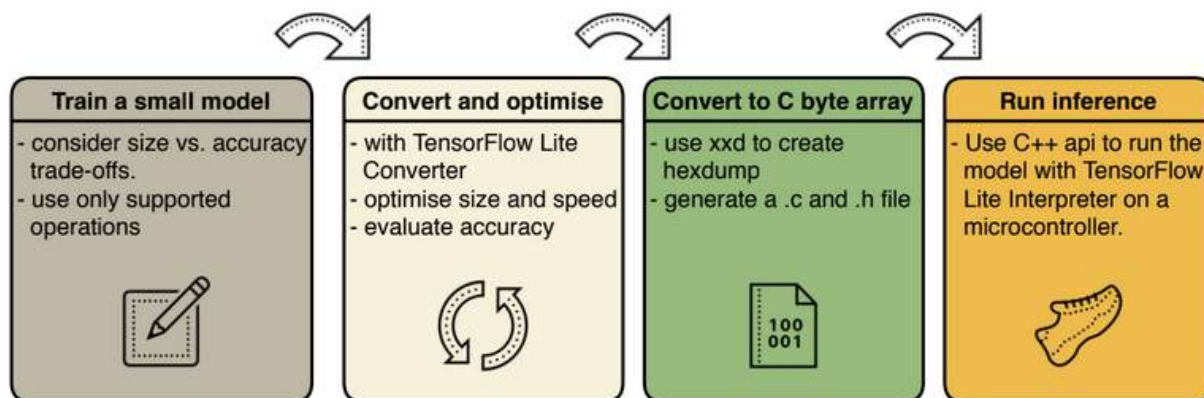 Train a small model
- consider size vs. accuracy
trade-offs.
- use only supported
operations
Convert and optimise
- with TensorFlow Lite
Converter
- optimise size and speed
- evaluate accuracy
Convert to C byte array
- use xxd to create
hexdump
- generate a .c and .h file
100
001
Run inference
- Use C++ api to run the
model with TensorFlow
Lite Interpreter on a
microcontroller.